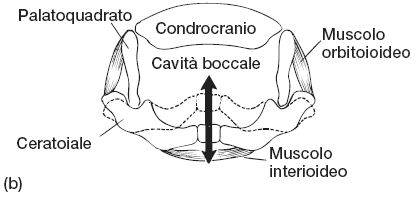 Palatoquadrato
Condrocranio
Muscolo
orbitoioideo
Cavità boccale
Ceratoiale
Muscolo
interioideo
(b)